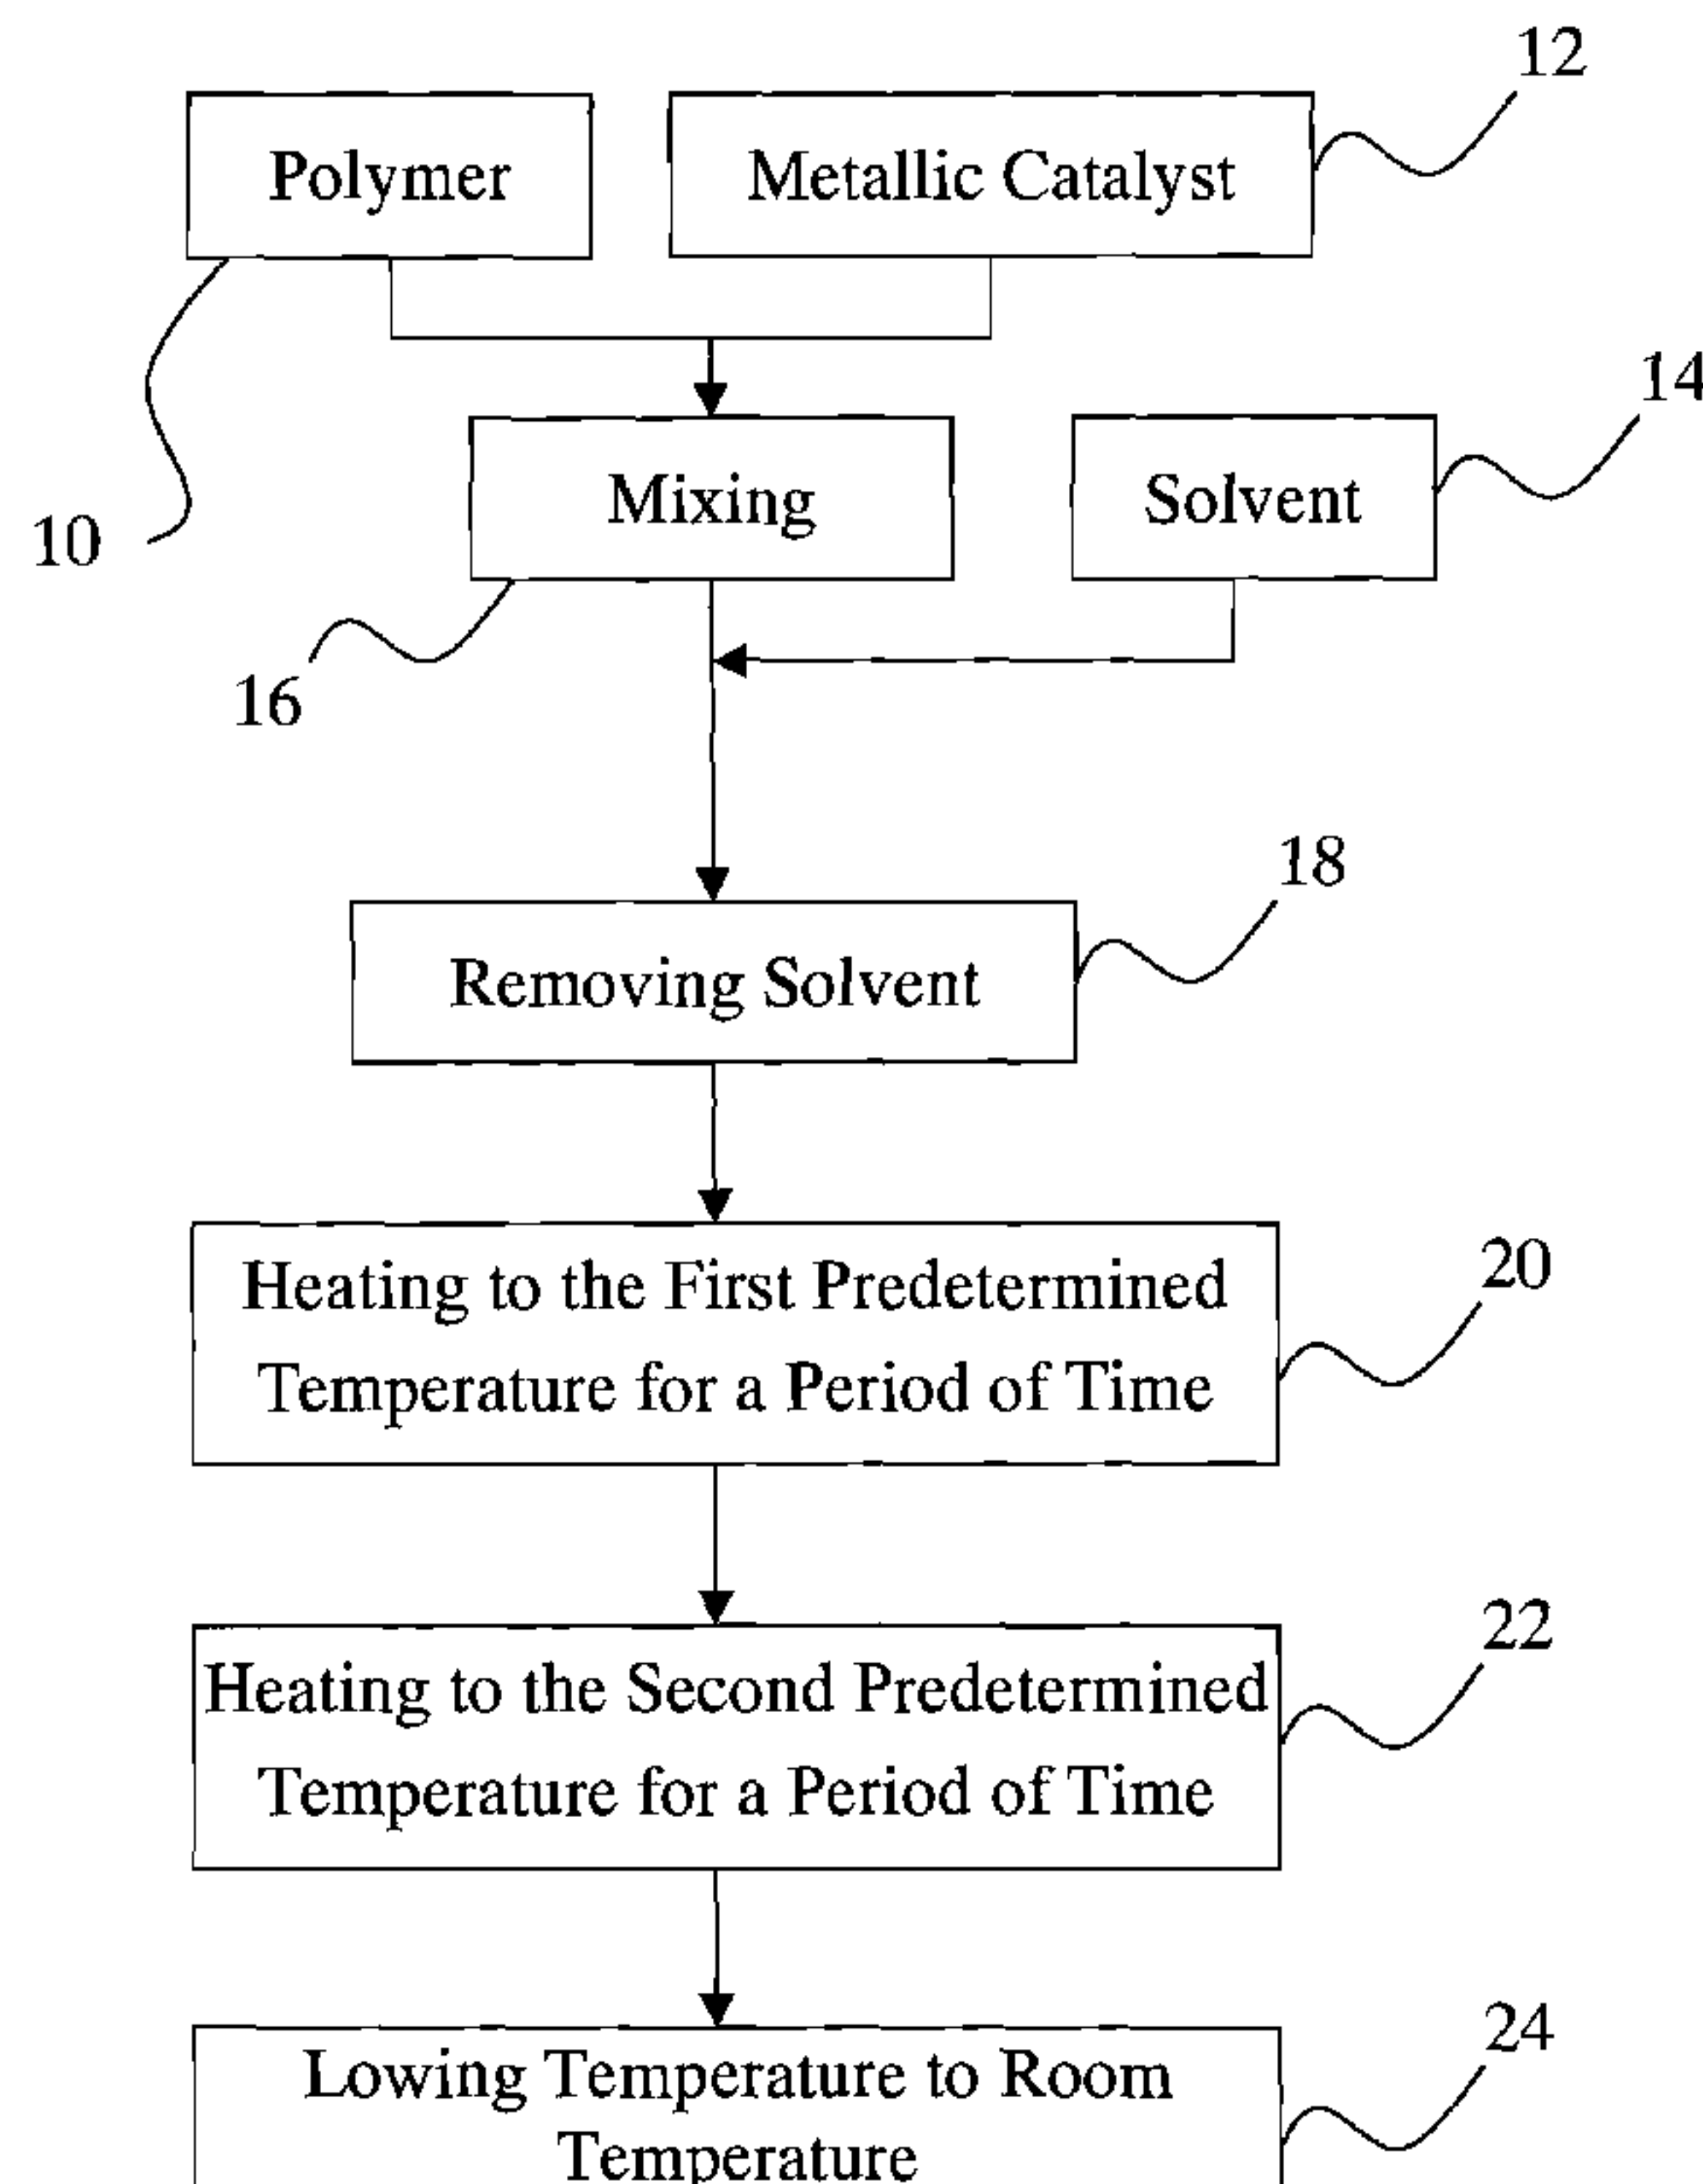 12
Polymer
Metallic Catalyst
14
Mixing
Solvent
10
16
18
Removing Solvent
20
Heating to the First Predetermined
Temperature for a Period of Time
22
Heating to the Second Predetermined
Temperature for a Period of Time
24
Lowing Temperature to Room
Temperature